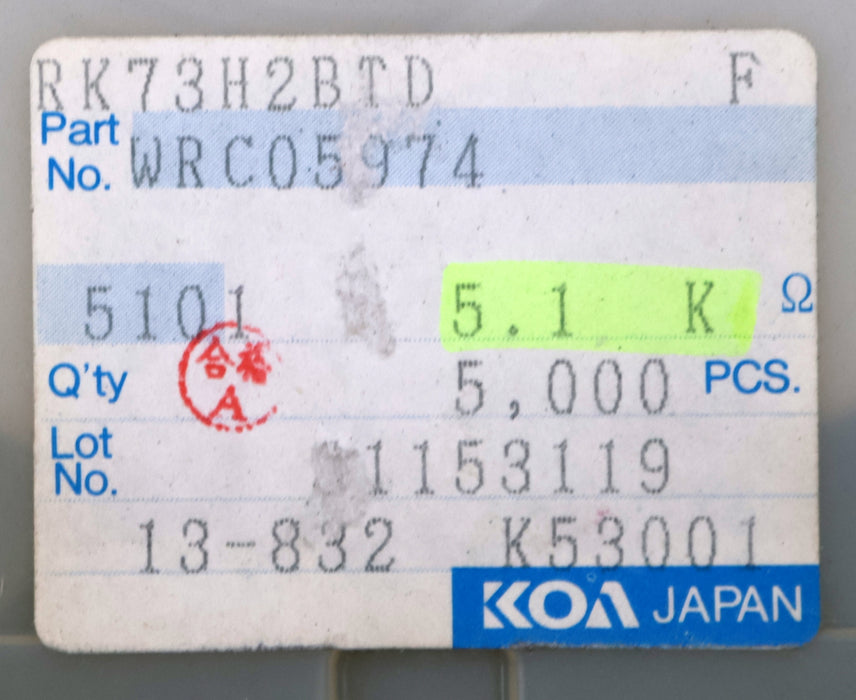 RK73H2BTD F
Part No. WRC05974
5101 5.1 K Ω
合格 A
Q'ty 5,000 PCS.
Lot No. 1153119
13-832 K53001
KOA JAPAN